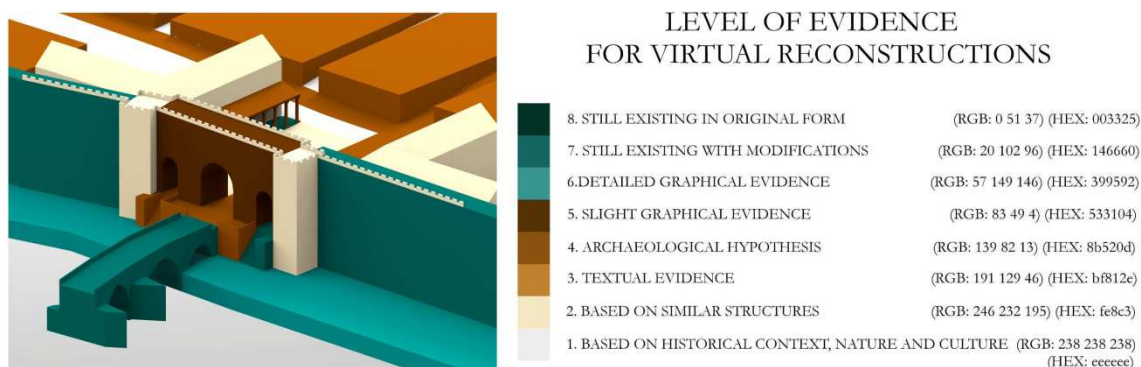 LEVEL OF EVIDENCE
FOR VIRTUAL RECONSTRUCTIONS
8. STILL EXISTING IN ORIGINAL FORM (RGB: 0 51 37) (HEX: 003325)
7. STILL EXISTING WITH MODIFICATIONS (RGB: 20 102 96) (HEX: 146660)
6.DETAILED GRAPHICAL EVIDENCE (RGB: 57 149 146) (HEX: 399592)
5. SLIGHT GRAPHICAL EVIDENCE (RGB: 83 49 4) (HEX: 533104)
4. ARCHAEOLOGICAL HYPOTHESIS (RGB: 139 82 13) (HEX: 8b520d)
3. TEXTUAL EVIDENCE (RGB: 191 129 46) (HEX: bf812e)
2. BASED ON SIMILAR STRUCTURES (RGB: 246 232 195) (HEX: fe8c3)
1. BASED ON HISTORICAL CONTEXT, NATURE AND CULTURE (RGB: 238 238 238)
(HEX: eeeeee)